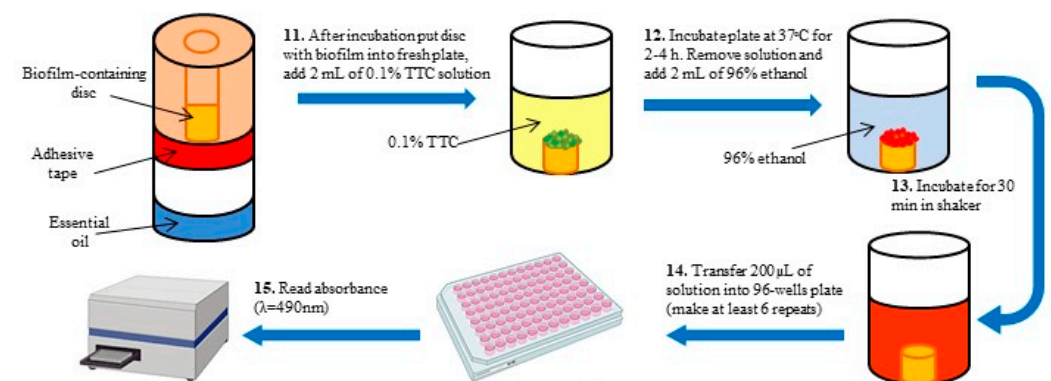 Biofilm-containing
disc
Adhesive
tape
Essential
oil
11. After incubation put disc
with biofilm into fresh plate,
add 2 mL of 0.1% TTC solution
0.1% TTC
12. Incubate plate at 37°C for
2-4 h. Remove solution and
add 2 mL of 96% ethanol
96% ethanol
13. Incubate for 30
min in shaker
14. Transfer 200 µL of
solution into 96-wells plate
(make at least 6 repeats)
15. Read absorbance
(λ=490nm)